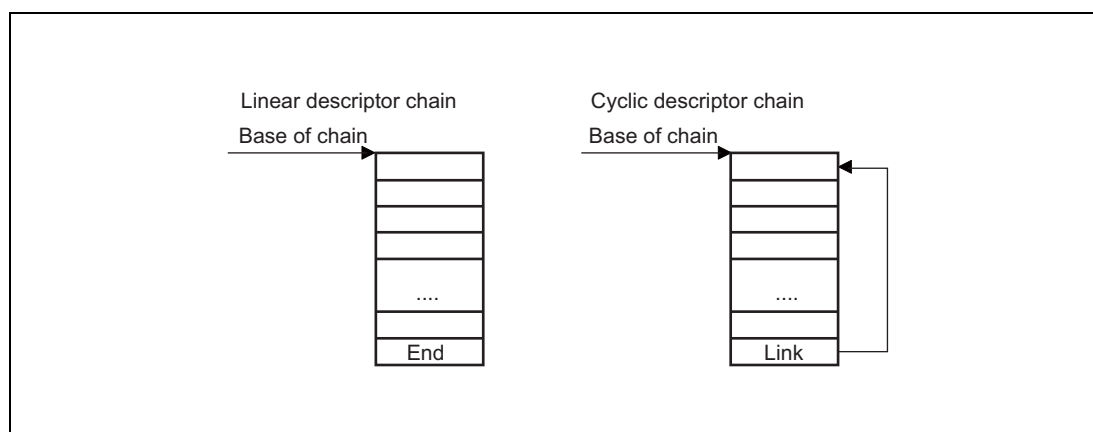 Linear descriptor chain
Base of chain
....
End
Cyclic descriptor chain
Base of chain
....
Link